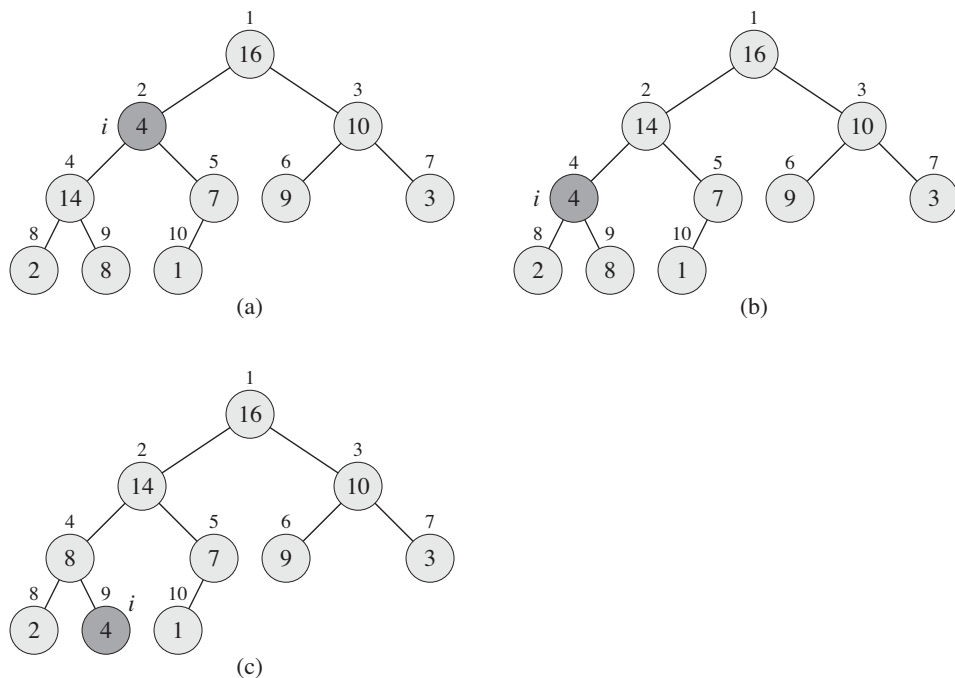 1 1
16 16
2 3 2 3
i 4 10 14 10
4 5 6 7 4 5 6 7
14 7 9 3 i 4 7 9 3
8 9 10 8 9 10
2 8 1 2 8 1
(a) (b)
1
16
2 3
14 10
4 5 6 7
8 7 9 3
8 9 i 10
2 4 1
(c)